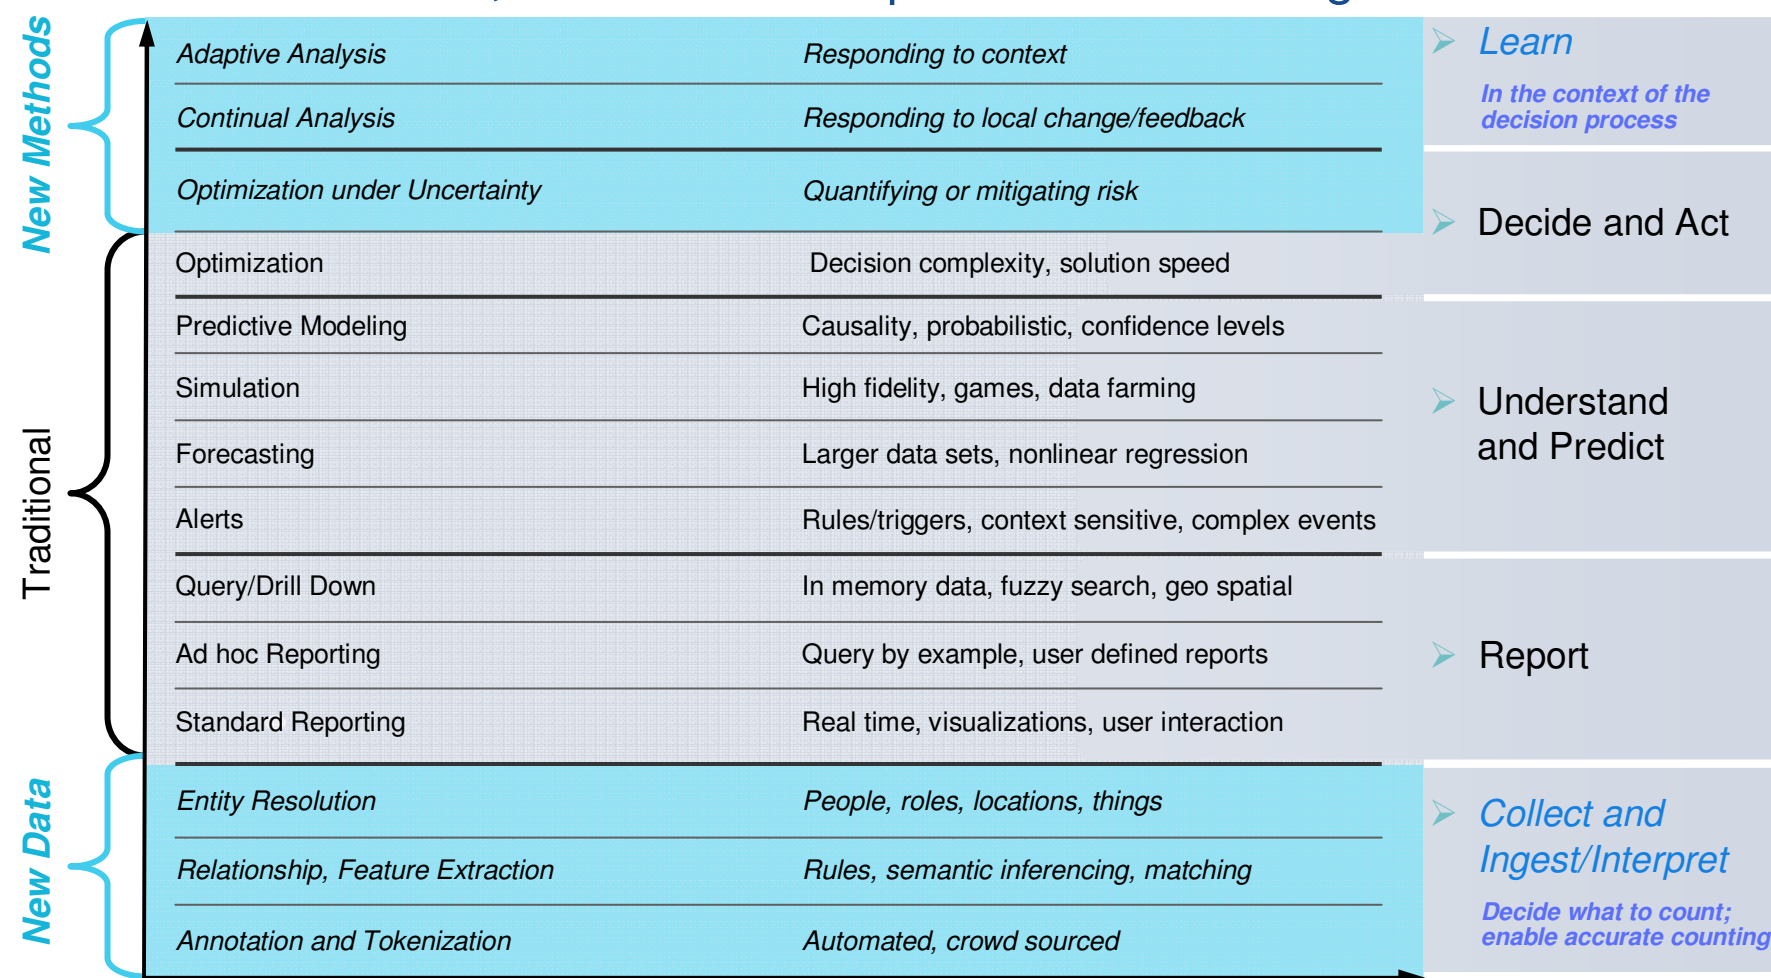 New Methods
Adaptive Analysis Responding to context
Learn
In the context of the
decision process
Continual Analysis Responding to local change/feedback
Optimization under Uncertainty Quantifying or mitigating risk
Decide and Act
Traditional
Optimization Decision complexity, solution speed
Predictive Modeling Causality, probabilistic, confidence levels
Simulation High fidelity, games, data farming
Understand
and Predict
Forecasting Larger data sets, nonlinear regression
Alerts Rules/triggers, context sensitive, complex events
Query/Drill Down In memory data, fuzzy search, geo spatial
Ad hoc Reporting Query by example, user defined reports
Report
Standard Reporting Real time, visualizations, user interaction
New Data
Entity Resolution People, roles, locations, things
Collect and
Ingest/Interpret
Relationship, Feature Extraction Rules, semantic inferencing, matching
Decide what to count;
enable accurate counting
Annotation and Tokenization Automated, crowd sourced